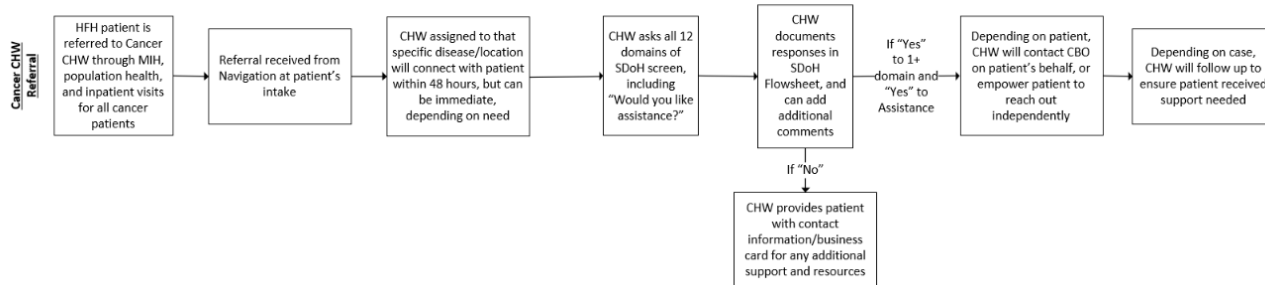 Cancer CHW
Referral
HFH patient is
referred to Cancer
CHW through MIH,
population health,
and inpatient visits
for all cancer
patients
Referral received from
Navigation at patient's
intake
CHW assigned to that
specific disease/location
will connect with patient
within 48 hours, but can
be immediate,
depending on need
CHW asks all 12
domains of
SDoH screen,
including
"Would you like
assistance?"
CHW
documents
responses in
SDoH
Flowsheet, and
can add
additional
comments
If "Yes"
to 1+
domain and
"Yes" to
Assistance
Depending on patient,
CHW will contact CBO
on patient's behalf, or
empower patient to
reach out
independently
Depending on case,
CHW will follow up to
ensure patient received
support needed
If "No"
CHW provides patient
with contact
information/business
card for any additional
support and resources